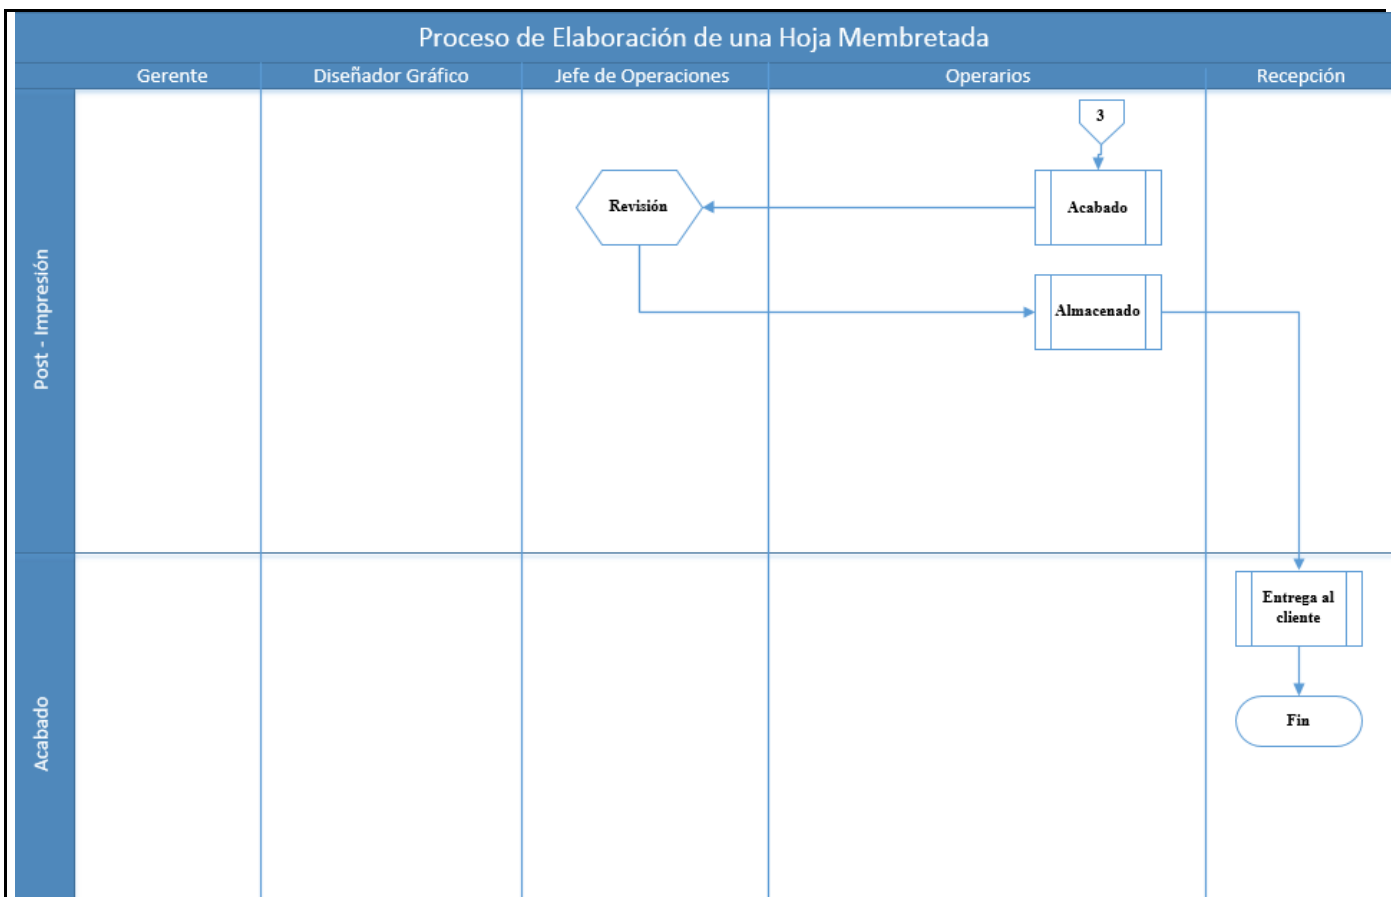 Proceso de Elaboración de una Hoja Membretada
Gerente
Diseñador Gráfico
Jefe de Operaciones
Operarios
Recepción
Post - Impresión
3
Revisión
Acabado
Almacenado
Acabado
Entrega al
cliente
Fin